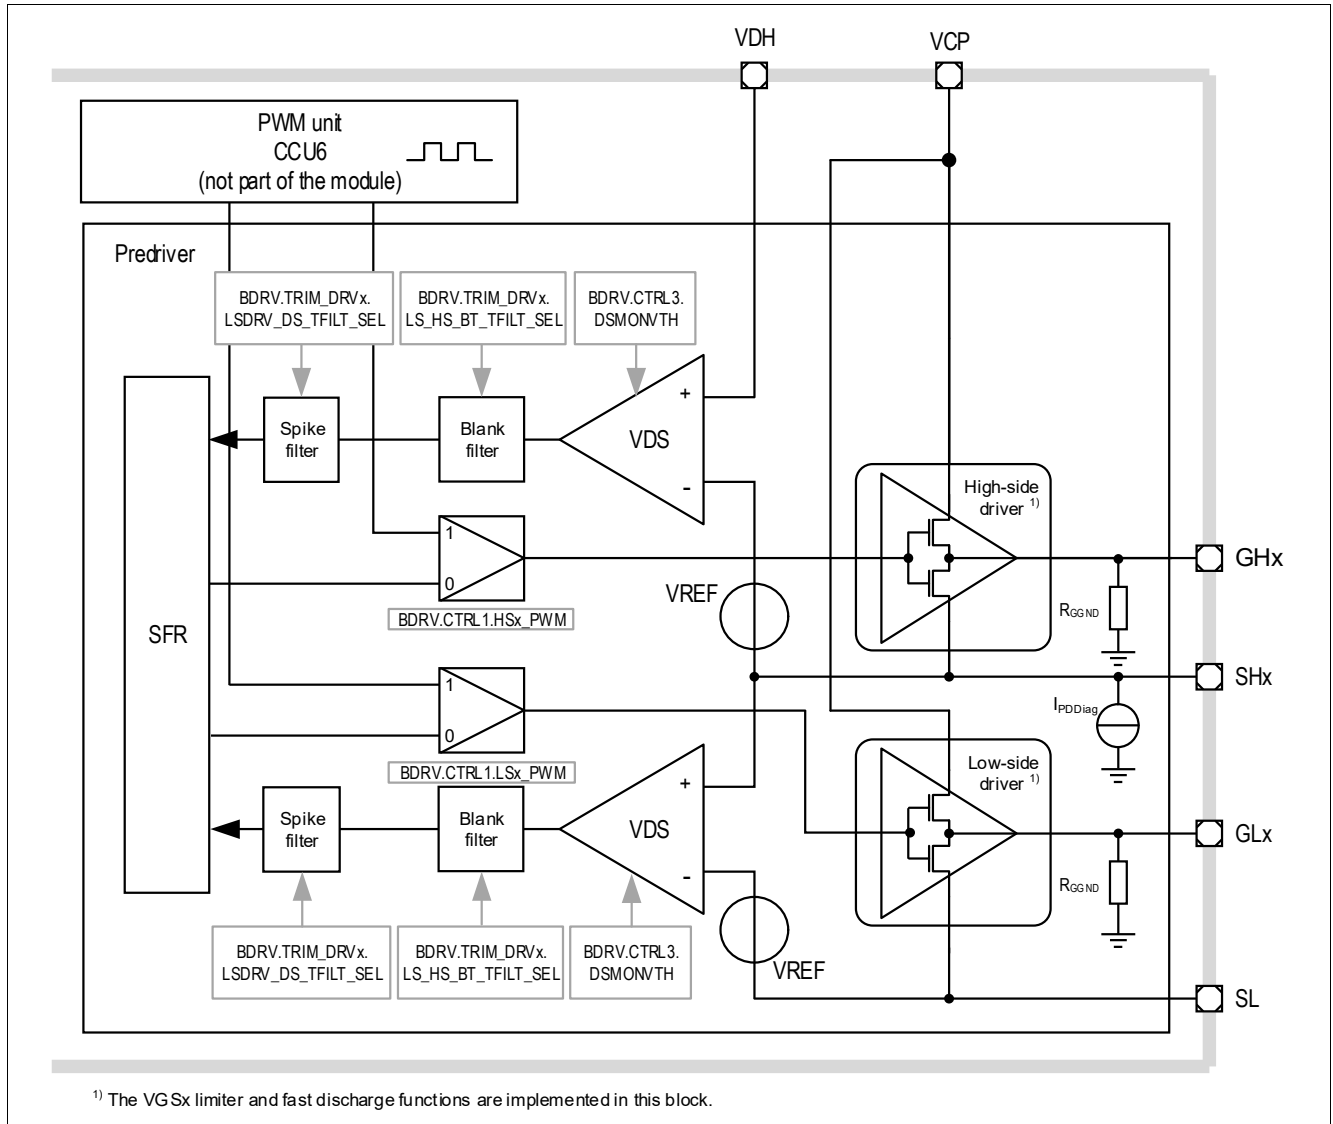 VDH
VCP
PWM unit
CCU6
(not part of the module)
Predriver
BDRV.TRIM_DRVx.
LSDRV_DS_TFILT_SEL
BDRV.TRIM_DRVx.
LS_HS_BT_TFILT_SEL
BDRV.CTRL3.
DSMONVTH
+
Spike
filter
Blank
filter
VDS
-
High-side
driver 1)
1
0
GHx
VREF
RGGND
BDRV.CTRL1.HSx_PWM
SFR
SHx
1
0
IPDDiag
BDRV.CTRL1.LSx_PWM
Low-side
driver 1)
+
Spike
filter
Blank
filter
VDS
-
GLx
RGGND
BDRV.TRIM_DRVx.
LSDRV_DS_TFILT_SEL
BDRV.TRIM_DRVx.
LS_HS_BT_TFILT_SEL
BDRV.CTRL3.
DSMONVTH
VREF
SL
1) The VGSx limiter and fast discharge functions are implemented in this block.